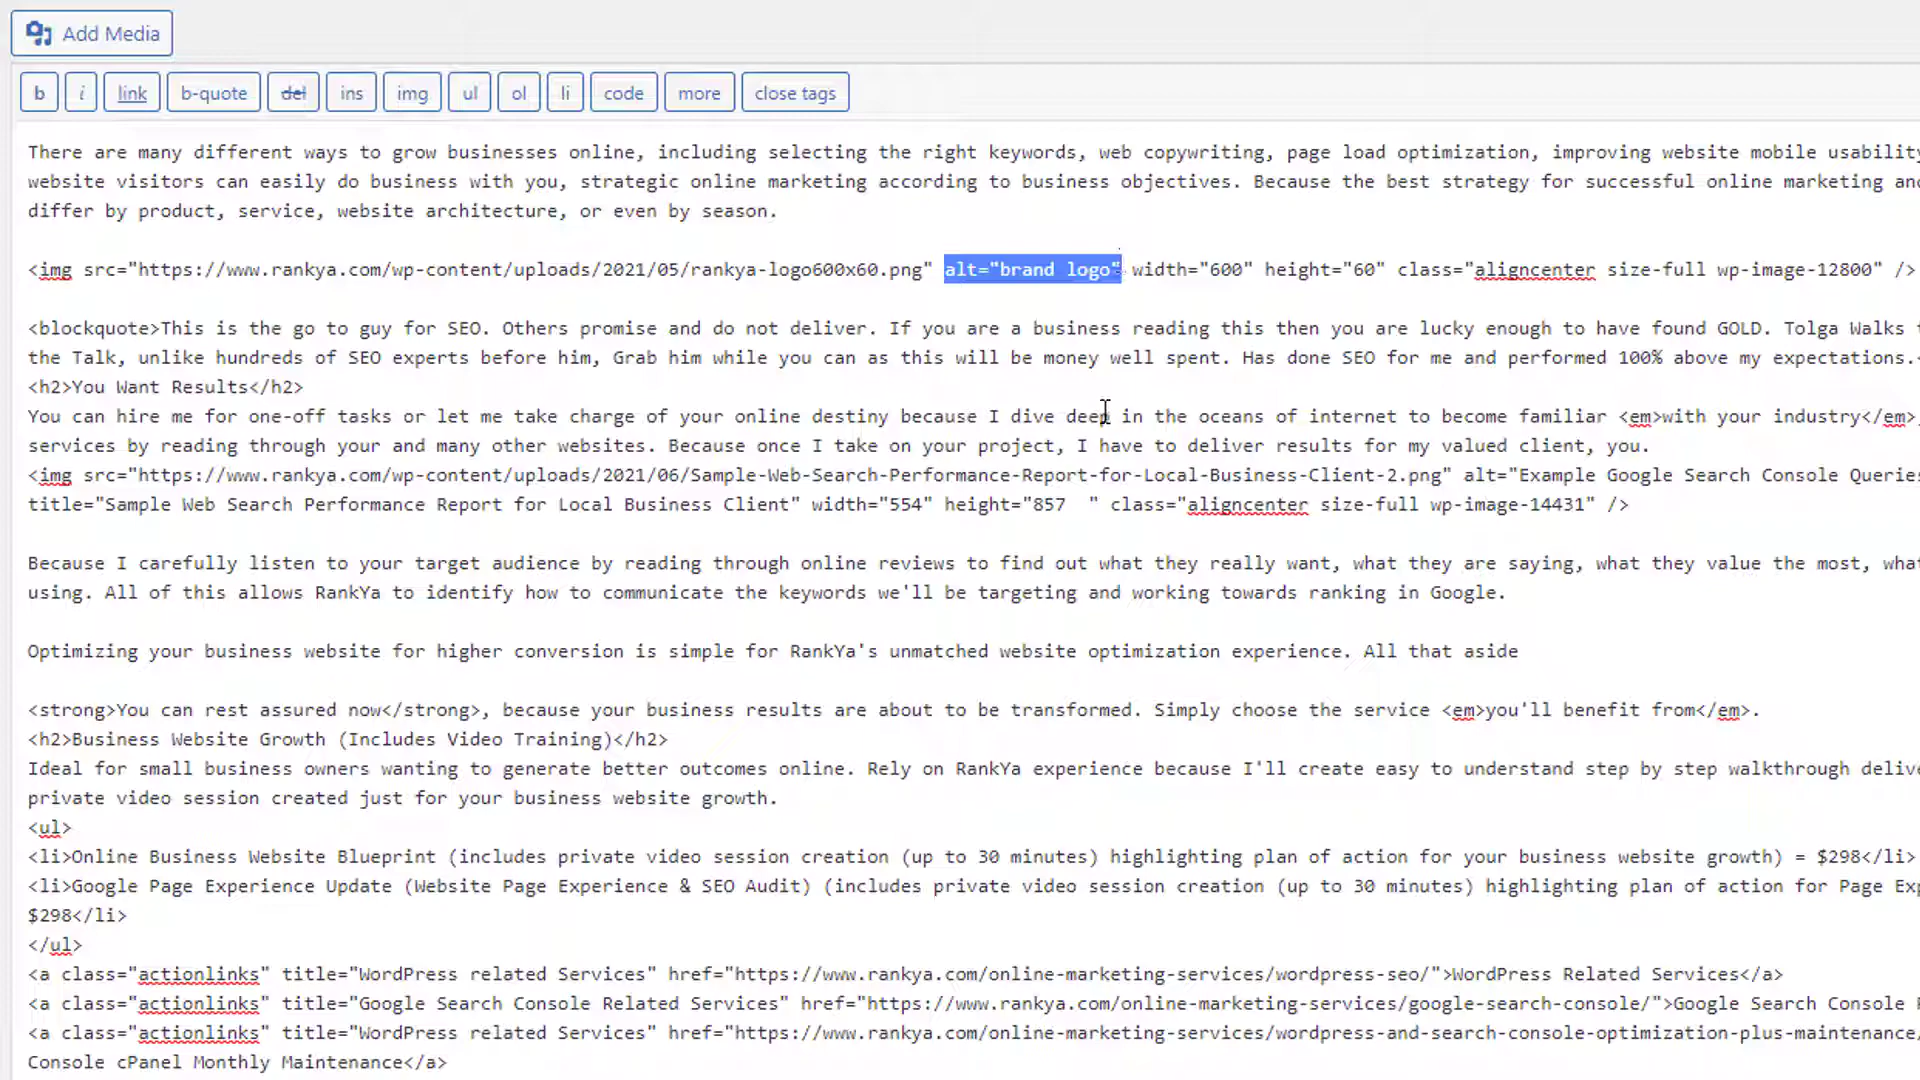 Add Media
b i link b-quote del ins img ul ol li code more close tags
There are many different ways to grow businesses online, including selecting the right keywords, web copywriting, page load optimization, improving website mobile usability
website visitors can easily do business with you, strategic online marketing according to business objectives. Because the best strategy for successful online marketing and
differ by product, service, website architecture, or even by season.
<img src="https://www.rankya.com/wp-content/uploads/2021/05/rankya-logo600x60.png" alt="brand logo" width="600" height="60" class="aligncenter size-full wp-image-12800" />
<blockquote>This is the go to guy for SEO. Others promise and do not deliver. If you are a business reading this then you are lucky enough to have found GOLD. Tolga Walks
the Talk, unlike hundreds of SEO experts before him, Grab him while you can as this will be money well spent. Has done SEO for me and performed 100% above my expectations.
<h2>You Want Results</h2>
You can hire me for one-off tasks or let me take charge of your online destiny because I dive deep in the oceans of internet to become familiar <em>with your industry</em>
services by reading through your and many other websites. Because once I take on your project, I have to deliver results for my valued client, you.
<img src="https://www.rankya.com/wp-content/uploads/2021/06/Sample-Web-Search-Performance-Report-for-Local-Business-Client-2.png" alt="Example Google Search Console Queries
title="Sample Web Search Performance Report for Local Business Client" width="554" height="857  " class="aligncenter size-full wp-image-14431" />
Because I carefully listen to your target audience by reading through online reviews to find out what they really want, what they are saying, what they value the most, what
using. All of this allows RankYa to identify how to communicate the keywords we'll be targeting and working towards ranking in Google.
Optimizing your business website for higher conversion is simple for RankYa's unmatched website optimization experience. All that aside
<strong>You can rest assured now</strong>, because your business results are about to be transformed. Simply choose the service <em>you'll benefit from</em>.
<h2>Business Website Growth (Includes Video Training)</h2>
Ideal for small business owners wanting to generate better outcomes online. Rely on RankYa experience because I'll create easy to understand step by step walkthrough
private video session created just for your business website growth.
<ul>
<li>Online Business Website Blueprint (includes private video session creation (up to 30 minutes) highlighting plan of action for your business website growth) = $298</li>
<li>Google Page Experience Update (Website Page Experience & SEO Audit) (includes private video session creation (up to 30 minutes) highlighting plan of action for Page
$298</li>
</ul>
<a class="actionlinks" title="WordPress related Services" href="https://www.rankya.com/online-marketing-services/wordpress-seo/">WordPress Related Services</a>
<a class="actionlinks" title="Google Search Console Related Services" href="https://www.rankya.com/online-marketing-services/google-search-console/">Google Search Console
<a class="actionlinks" title="WordPress related Services" href="https://www.rankya.com/online-marketing-services/wordpress-and-search-console-optimization-plus-maintenance/
Console cPanel Monthly Maintenance</a>